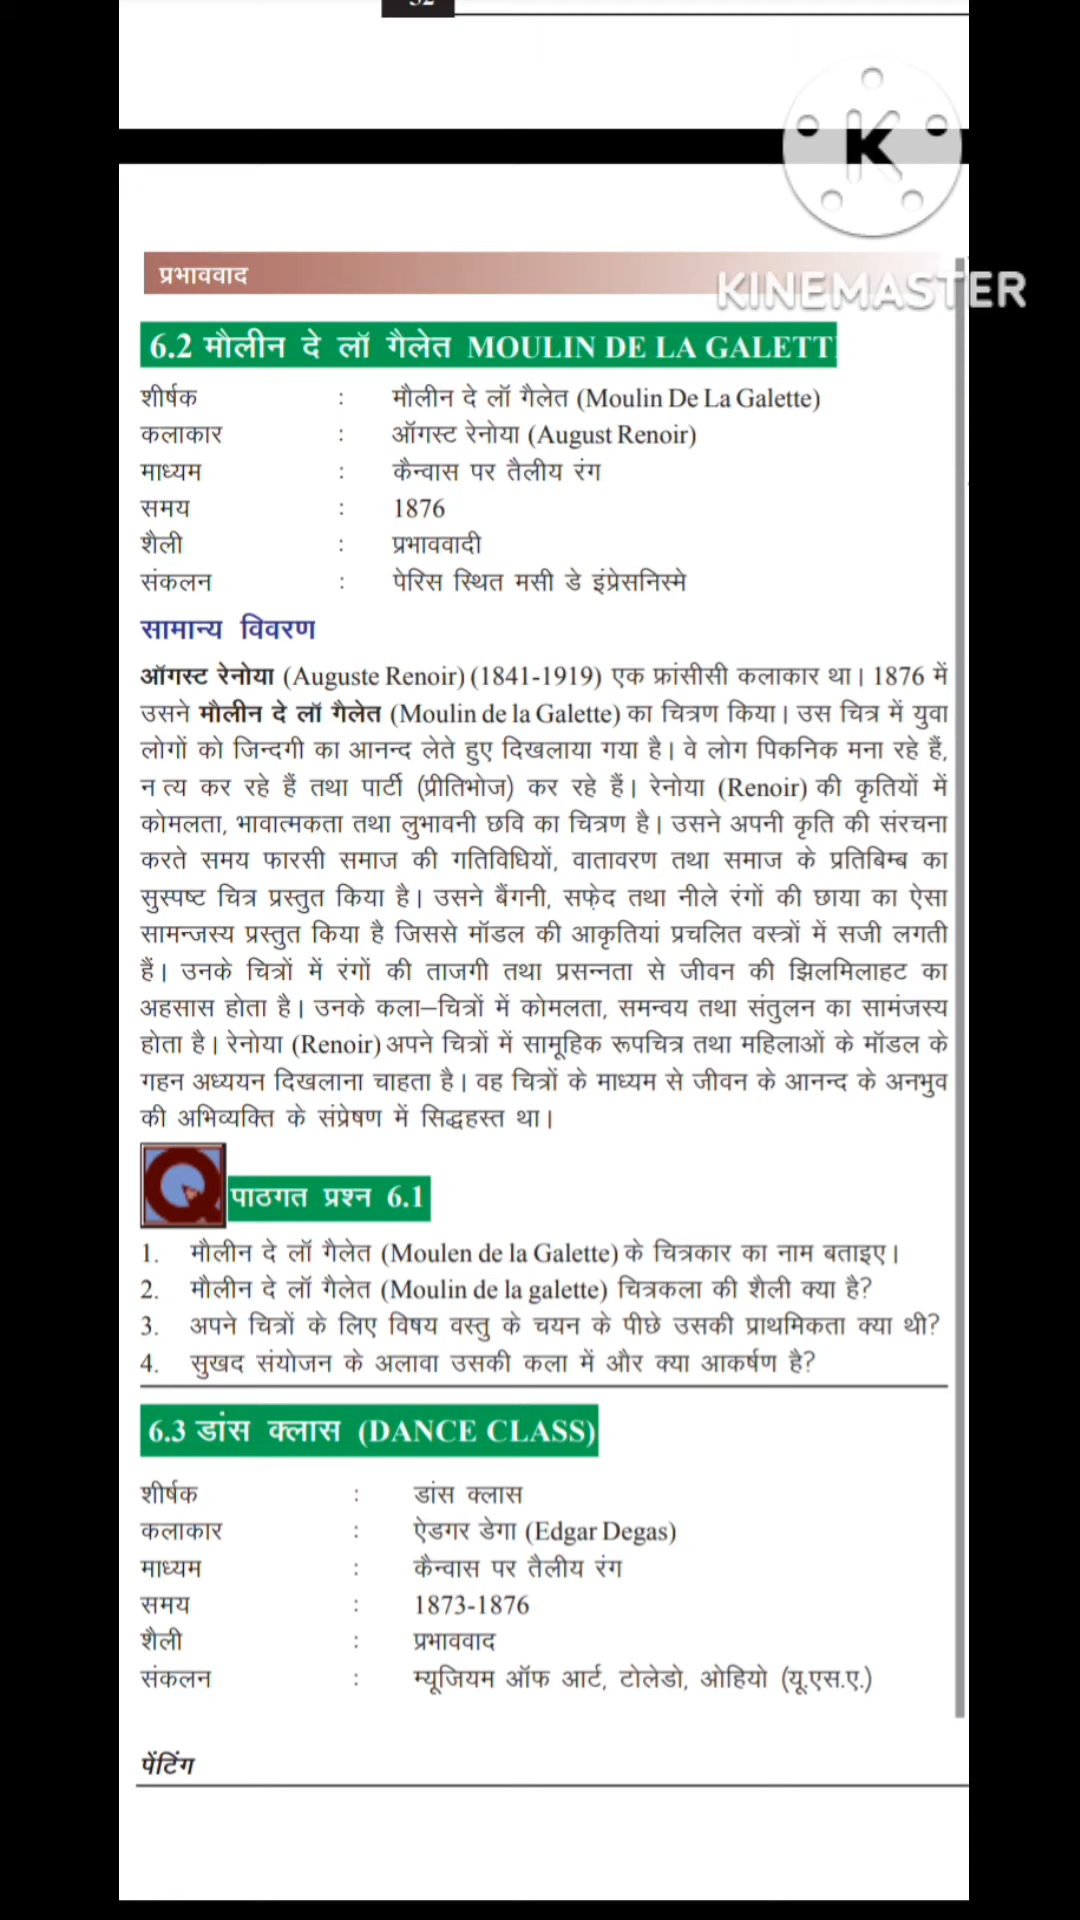 प्रभाववाद
K
KINEMASTER
6.2 मौलीन दे लॉ गैलेत MOULIN DE LA GALETT
शीर्षक : मौलीन दे लॉ गैलेत (Moulin De La Galette)
कलाकार : ऑगस्ट रेनोया (August Renoir)
माध्यम : कैन्वास पर तैलीय रंग
समय : 1876
शैली : प्रभाववादी
संकलन : पेरिस स्थित मसी डे इंप्रेसनिस्मे
सामान्य विवरण
ऑगस्ट रेनोया (Auguste Renoir) (1841-1919) एक फ्रांसीसी कलाकार था। 1876 में
उसने मौलीन दे लॉ गैलेत (Moulin de la Galette) का चित्रण किया। उस चित्र में युवा
लोगों को जिन्दगी का आनन्द लेते हुए दिखलाया गया है। वे लोग पिकनिक मना रहे हैं,
न त्य कर रहे हैं तथा पार्टी (प्रीतिभोज) कर रहे हैं। रेनोया (Renoir) की कृतियों में
कोमलता, भावात्मकता तथा लुभावनी छवि का चित्रण है। उसने अपनी कृति की संरचना
करते समय फारसी समाज की गतिविधियों, वातावरण तथा समाज के प्रतिबिम्ब का
सुस्पष्ट चित्र प्रस्तुत किया है। उसने बैंगनी, सफ़ेद तथा नीले रंगों की छाया का ऐसा
सामन्जस्य प्रस्तुत किया है जिससे मॉडल की आकृतियां प्रचलित वस्त्रों में सजी लगती
हैं। उनके चित्रों में रंगों की ताजगी तथा प्रसन्नता से जीवन की झिलमिलाहट का
अहसास होता है। उनके कला–चित्रों में कोमलता, समन्वय तथा संतुलन का सामंजस्य
होता है। रेनोया (Renoir) अपने चित्रों में सामूहिक रूपचित्र तथा महिलाओं के मॉडल के
गहन अध्ययन दिखलाना चाहता है। वह चित्रों के माध्यम से जीवन के आनन्द के अनभुव
की अभिव्यक्ति के संप्रेषण में सिद्धहस्त था।
पाठगत प्रश्न 6.1
1. मौलीन दे लॉ गैलेत (Moulen de la Galette) के चित्रकार का नाम बताइए।
2. मौलीन दे लॉ गैलेत (Moulin de la galette) चित्रकला की शैली क्या है?
3. अपने चित्रों के लिए विषय वस्तु के चयन के पीछे उसकी प्राथमिकता क्या थी?
4. सुखद संयोजन के अलावा उसकी कला में और क्या आकर्षण है?
6.3 डांस क्लास (DANCE CLASS)
शीर्षक : डांस क्लास
कलाकार : ऐडगर डेगा (Edgar Degas)
माध्यम : कैन्वास पर तैलीय रंग
समय : 1873-1876
शैली : प्रभाववाद
संकलन : म्यूजियम ऑफ आर्ट, टोलेडो, ओहियो (यू.एस.ए.)
पेंटिंग